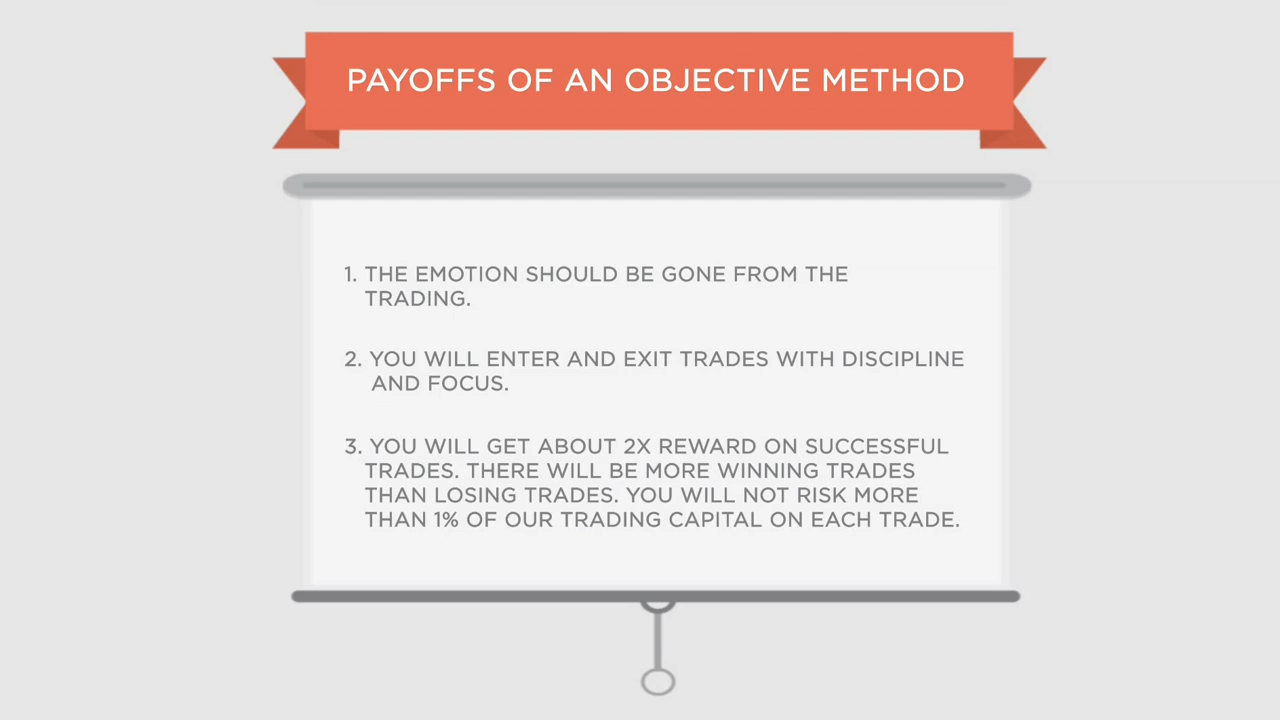 PAYOFFS OF AN OBJECTIVE METHOD
1. THE EMOTION SHOULD BE GONE FROM THE
TRADING.
2. YOU WILL ENTER AND EXIT TRADES WITH DISCIPLINE
AND FOCUS.
3. YOU WILL GET ABOUT 2X REWARD ON SUCCESSFUL
TRADES. THERE WILL BE MORE WINNING TRADES
THAN LOSING TRADES. YOU WILL NOT RISK MORE
THAN 1% OF OUR TRADING CAPITAL ON EACH TRADE.